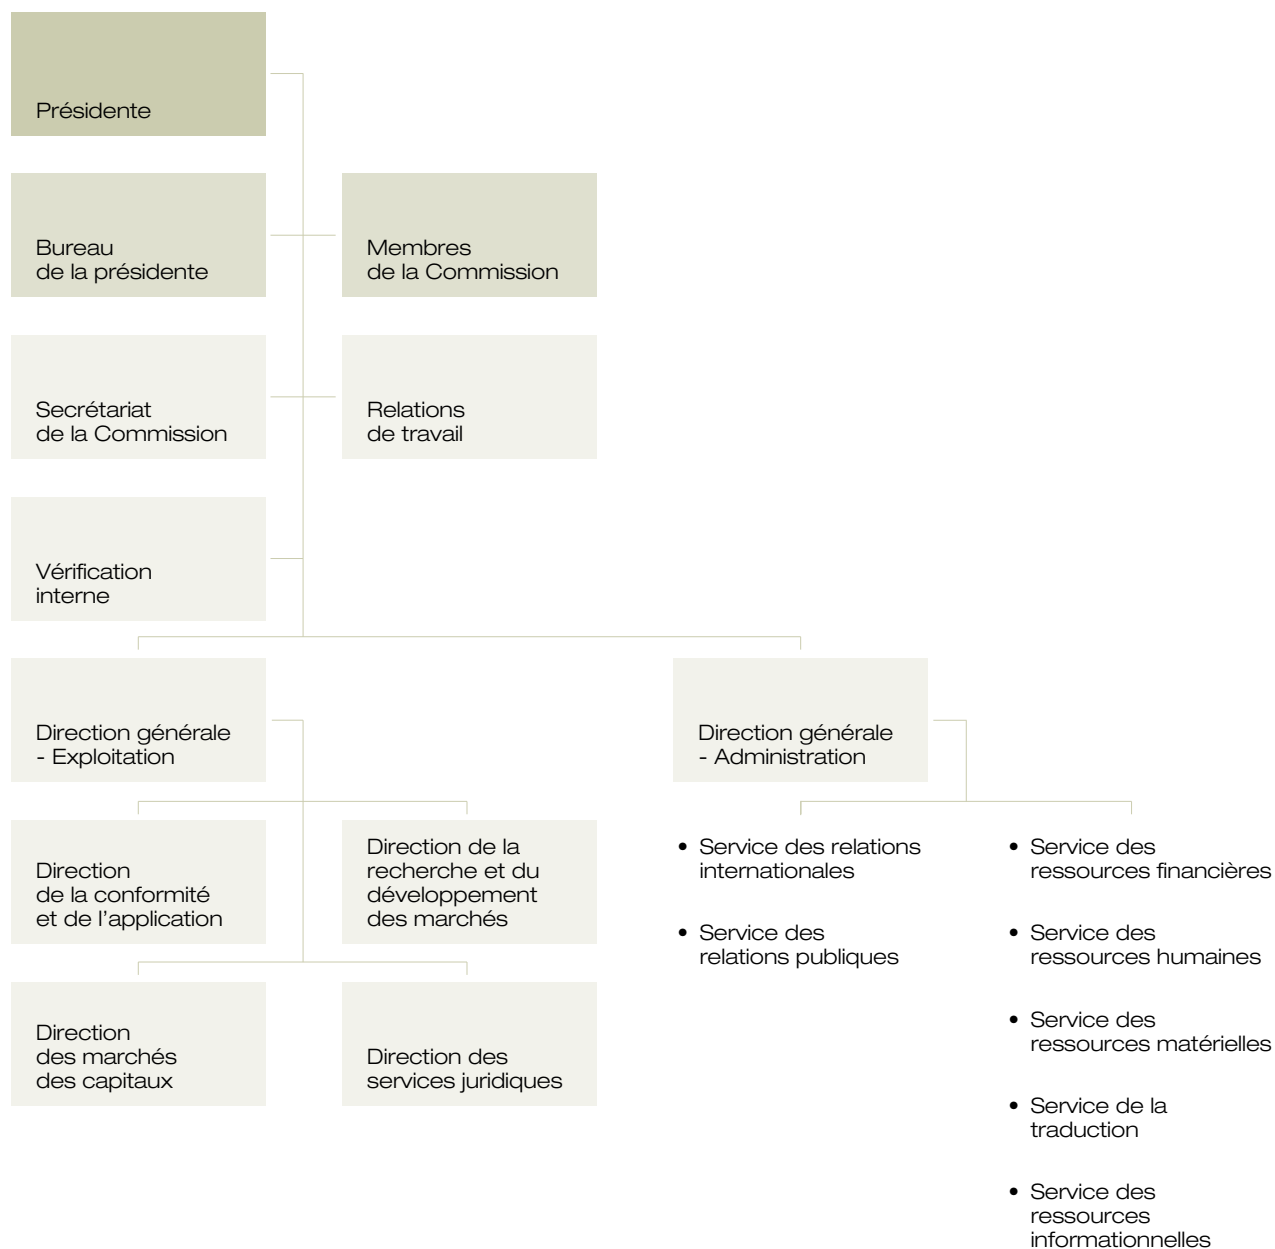 Présidente
Bureau
de la présidente
Membres
de la Commission
Secrétariat
de la Commission
Relations
de travail
Vérification
interne
Direction générale
- Exploitation
Direction générale
- Administration
Direction
de la conformité
et de l'application
Direction de la
recherche et du
développement
des marchés
Direction
des marchés
des capitaux
Direction des
services juridiques
• Service des relations
internationales
• Service des
relations publiques
• Service des
ressources financières
• Service des
ressources humaines
• Service des
ressources matérielles
• Service de la
traduction
• Service des
ressources
informationnelles